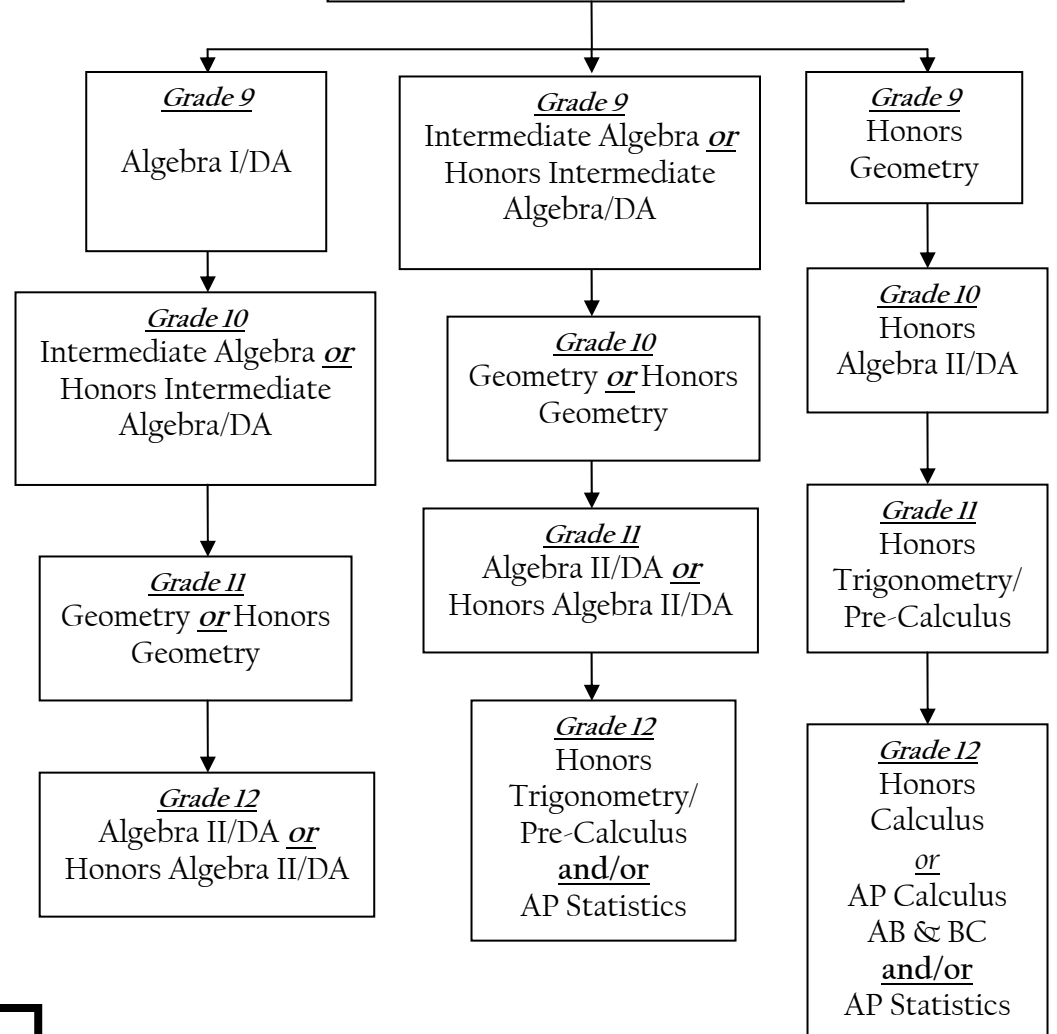 Grade 9
Algebra I/DA
Grade 10
Intermediate Algebra or
Honors Intermediate
Algebra/DA
Grade 11
Geometry or Honors
Geometry
Grade 12
Algebra II/DA or
Honors Algebra II/DA
Grade 9
Intermediate Algebra or
Honors Intermediate
Algebra/DA
Grade 10
Geometry or Honors
Geometry
Grade 11
Algebra II/DA or
Honors Algebra II/DA
Grade 12
Honors
Trigonometry/
Pre-Calculus
and/or
AP Statistics
Grade 9
Honors
Geometry
Grade 10
Honors
Algebra II/DA
Grade 11
Honors
Trigonometry/
Pre-Calculus
Grade 12
Honors
Calculus
or
AP Calculus
AB & BC
and/or
AP Statistics